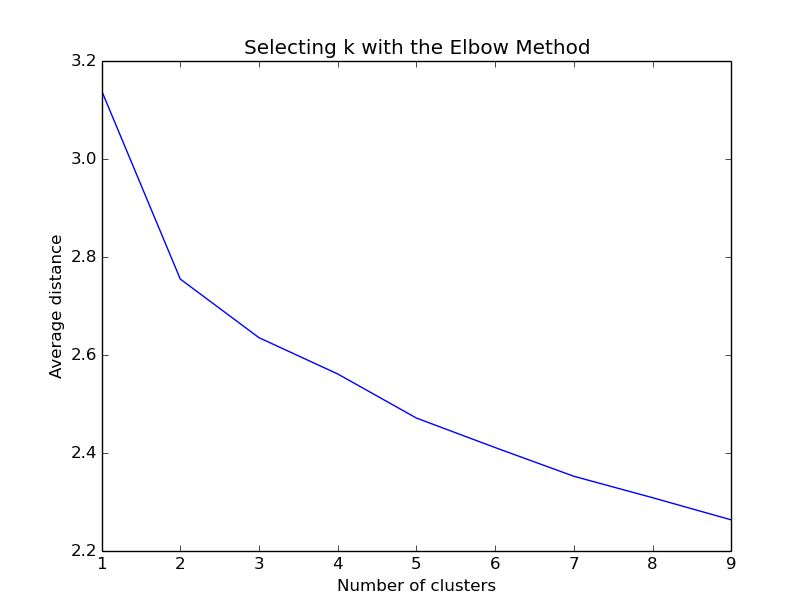 Selecting k with the Elbow Method
3.2
3.0
2.8
2.6
2.4
2.2
Average distance
1 2 3 4 5 6 7 8 9
Number of clusters